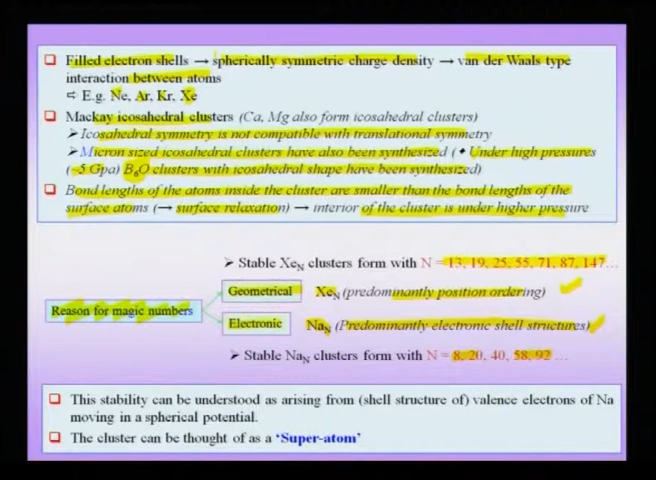 ❑ Filled electron shells → spherically symmetric charge density → van der Waals type
interaction between atoms
⇨ E.g. Ne, Ar, Kr, Xe
❑ Mackay icosahedral clusters (Ca, Mg also form icosahedral clusters)
➤ Icosahedral symmetry is not compatible with translational symmetry
➤ Micron sized icosahedral clusters have also been synthesized (♦ Under high pressures
(~5 Gpa) B₆O clusters with icosahedral shape have been synthesized)
❑ Bond lengths of the atoms inside the cluster are smaller than the bond lengths of the
surface atoms (→ surface relaxation) → interior of the cluster is under higher pressure
➤ Stable Xe_N clusters form with N = 13, 19, 25, 55, 71, 87, 147…
Geometrical Xe_N (predominantly position ordering)
Reason for magic numbers
Electronic Na_N (Predominantly electronic shell structures)
➤ Stable Na_N clusters form with N = 8, 20, 40, 58, 92 …
❑ This stability can be understood as arising from (shell structure of) valence electrons of Na
moving in a spherical potential.
❑ The cluster can be thought of as a ‘Super-atom’